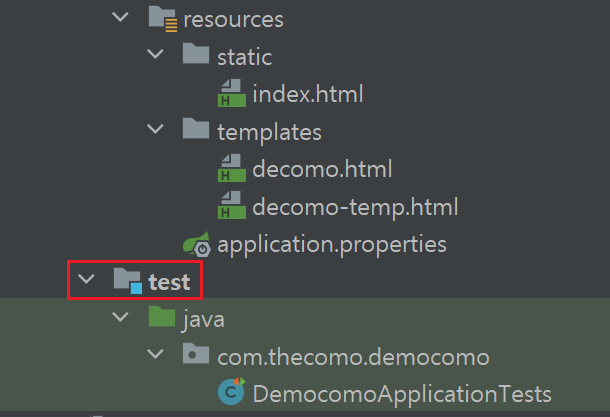 resources
static
index.html
templates
decomo.html
decomo-temp.html
application.properties
test
java
com.thecomo.democomo
DemocomoApplicationTests